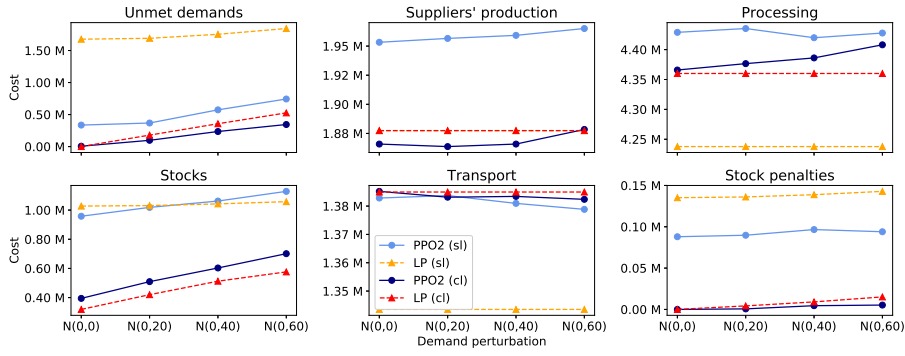 Unmet demands
Suppliers' production
Processing
Cost
1.50 M
1.00 M
0.50 M
0.00 M
1.95 M
1.92 M
1.90 M
1.88 M
4.40 M
4.35 M
4.30 M
4.25 M
Stocks
Transport
Stock penalties
Cost
1.00 M
0.80 M
0.60 M
0.40 M
1.38 M
1.37 M
1.36 M
1.35 M
0.15 M
0.10 M
0.05 M
0.00 M
PPO2 (sl)
LP (sl)
PPO2 (cl)
LP (cl)
N(0,0) N(0,20) N(0,40) N(0,60)
N(0,0) N(0,20) N(0,40) N(0,60)
N(0,0) N(0,20) N(0,40) N(0,60)
Demand perturbation